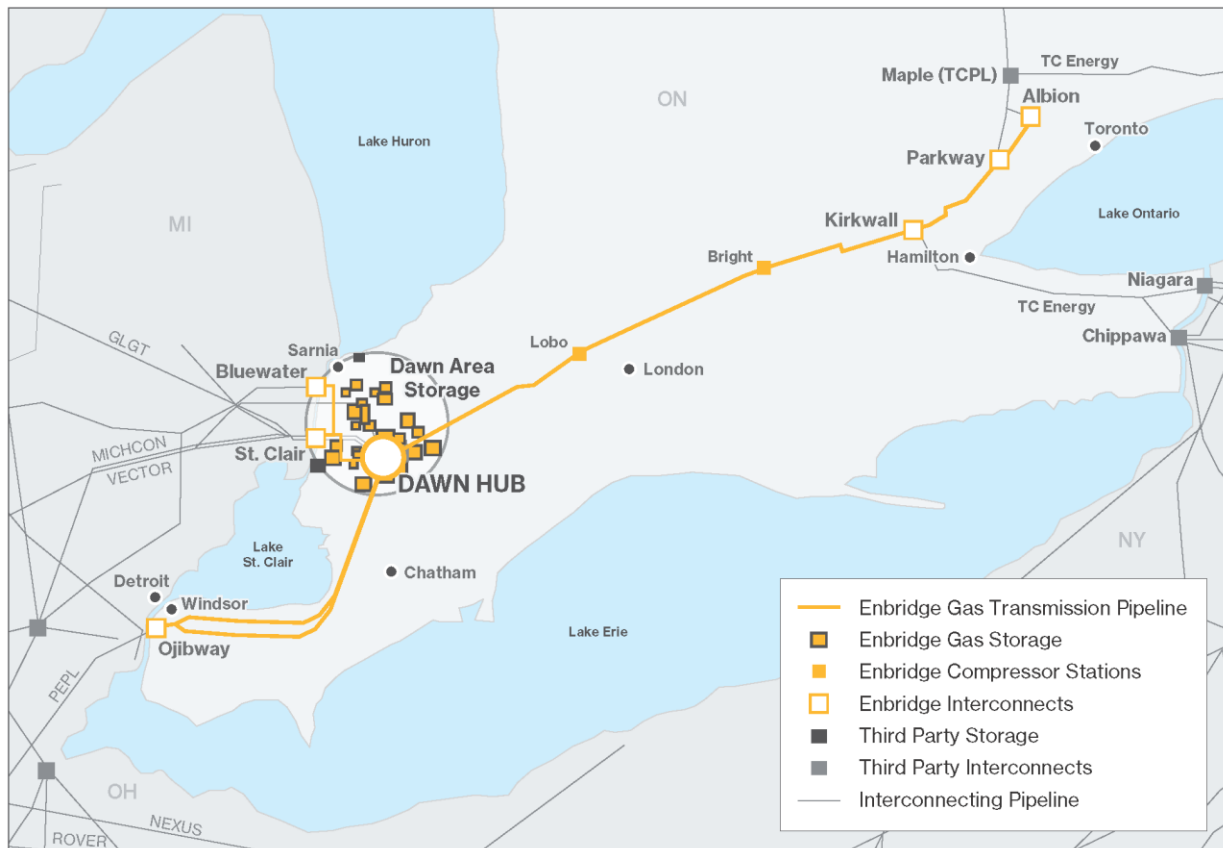 Maple (TCPL)
TC Energy
ON
Albion
Toronto
Lake Huron
Parkway
MI
Kirkwall
Lake Ontario
Bright
Hamilton
Niagara
TC Energy
GLGT
Chippawa
Sarnia
Lobo
Bluewater
Dawn Area
Storage
London
MICHCON
St. Clair
VECTOR
DAWN HUB
NY
Lake
St. Clair
Chatham
Detroit
Windsor
Lake Erie
Ojibway
PEPL
OH
NEXUS
ROVER
Enbridge Gas Transmission Pipeline
Enbridge Gas Storage
Enbridge Compressor Stations
Enbridge Interconnects
Third Party Storage
Third Party Interconnects
Interconnecting Pipeline